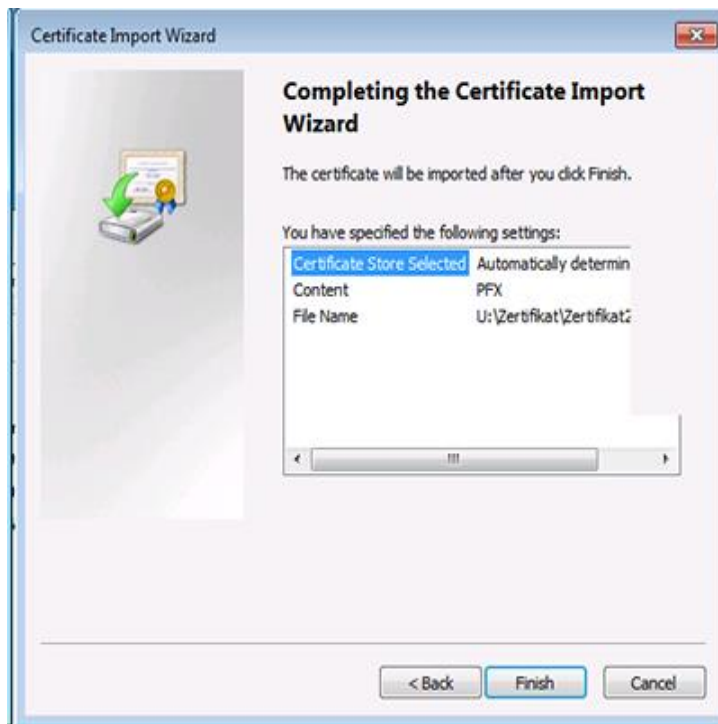 Certificate Import Wizard
Completing the Certificate Import
Wizard
The certificate will be imported after you click Finish.
You have specified the following settings:
Certificate Store Selected Automatically determin
Content PFX
File Name U:\Zertifikat\Zertifikat2
< Back Finish Cancel